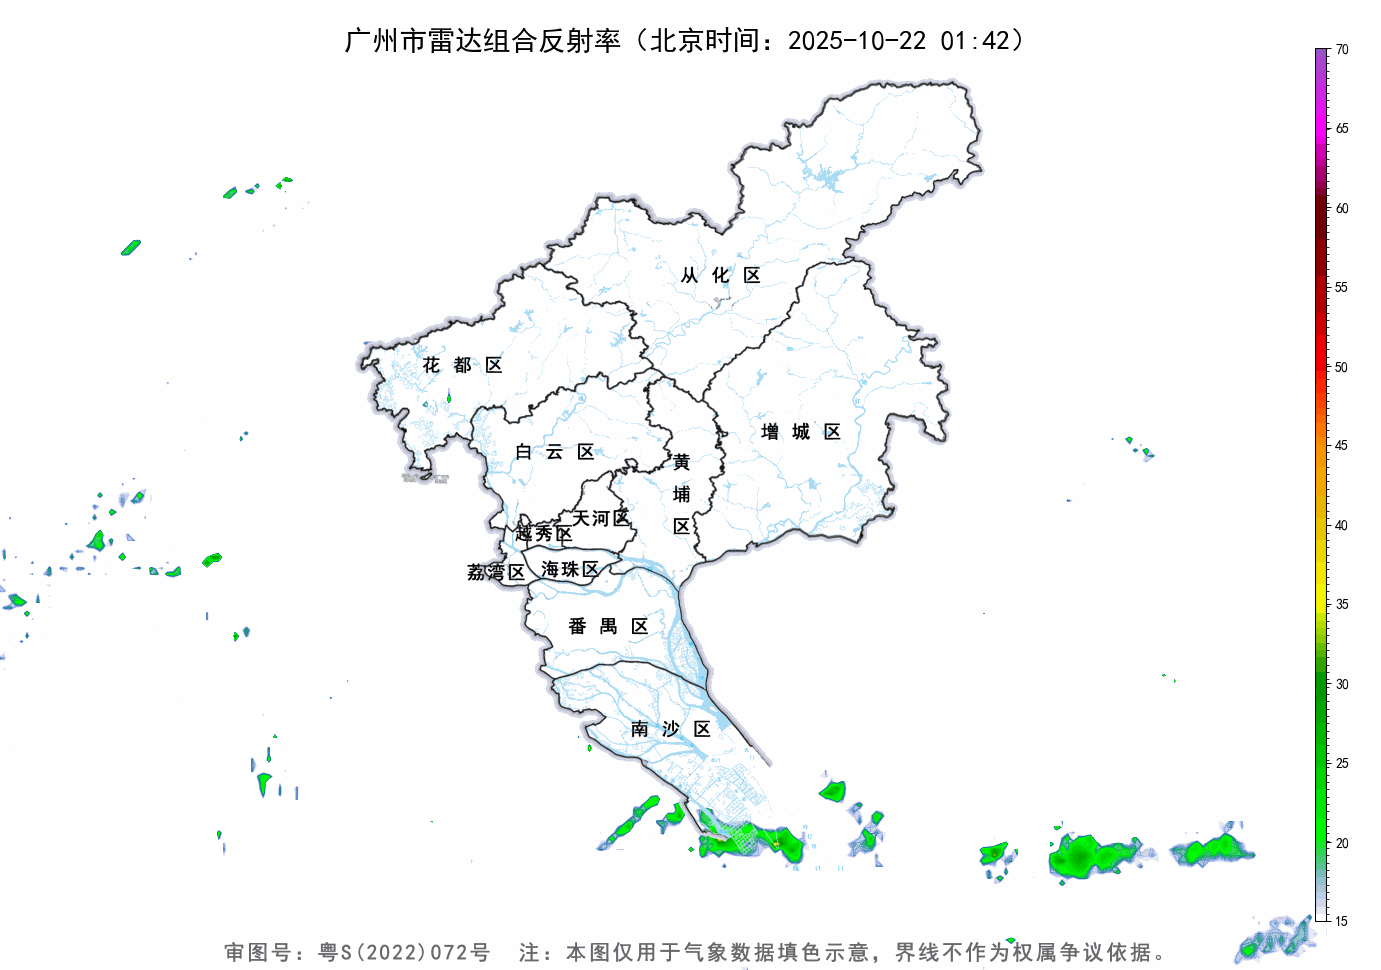 广州市雷达组合反射率（北京时间：2025-10-22 01:42）
70
65
60
55
50
45
40
35
30
25
20
15
从化区
花都区
增城区
白云区
黄埔区
天河区
越秀区
荔湾区
海珠区
番禺区
南沙区
审图号：粤S(2022)072号 注：本图仅用于气象数据填色示意，界线不作为权属争议依据。